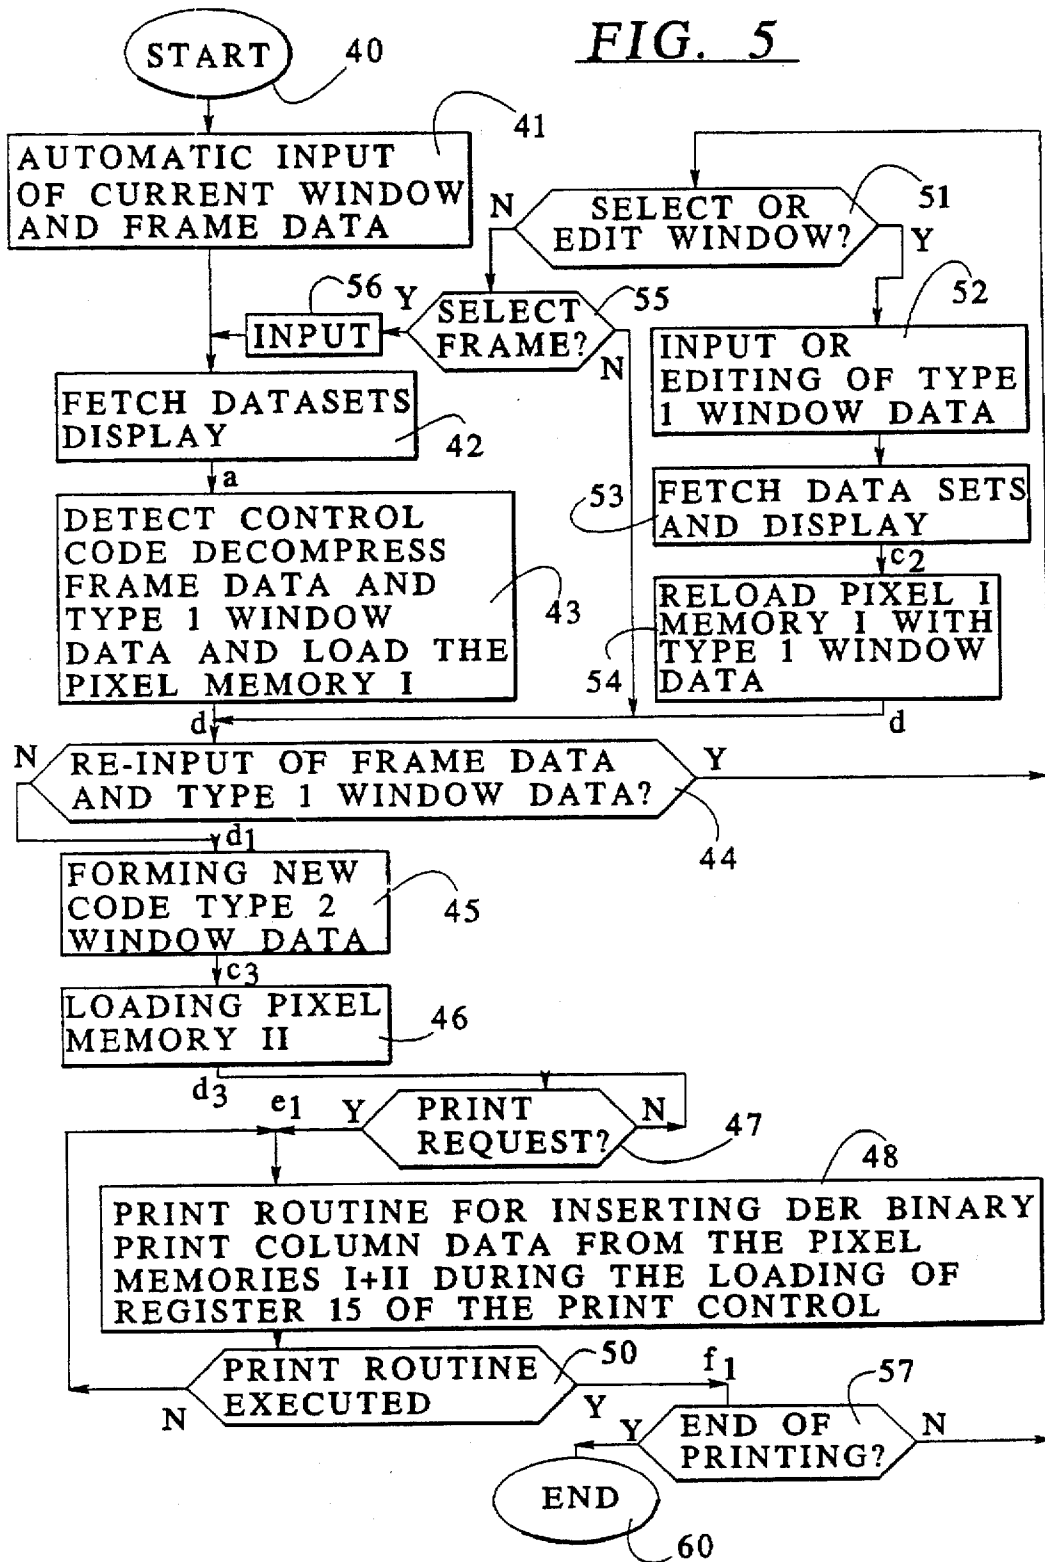 FIG. 5
START
40
41
AUTOMATIC INPUT
OF CURRENT WINDOW
AND FRAME DATA
N
SELECT OR
EDIT WINDOW?
51
Y
56
INPUT
Y
SELECT
FRAME?
55
N
52
INPUT OR
EDITING OF TYPE
1 WINDOW DATA
FETCH DATASETS
DISPLAY
42
a
53
FETCH DATA SETS
AND DISPLAY
c2
DETECT CONTROL
CODE DECOMPRESS
FRAME DATA AND
TYPE 1 WINDOW
DATA AND LOAD THE
PIXEL MEMORY I
43
54
RELOAD PIXEL I
MEMORY I WITH
TYPE 1 WINDOW
DATA
d
d
N
RE-INPUT OF FRAME DATA
AND TYPE 1 WINDOW DATA?
Y
44
d1
FORMING NEW
CODE TYPE 2
WINDOW DATA
45
c3
LOADING PIXEL
MEMORY II
46
d3
e1
Y
PRINT
REQUEST?
N
47
48
PRINT ROUTINE FOR INSERTING DER BINARY
PRINT COLUMN DATA FROM THE PIXEL
MEMORIES I+II DURING THE LOADING OF
REGISTER 15 OF THE PRINT CONTROL
N
PRINT ROUTINE
EXECUTED
50
Y
f1
57
Y
END OF
PRINTING?
N
END
60